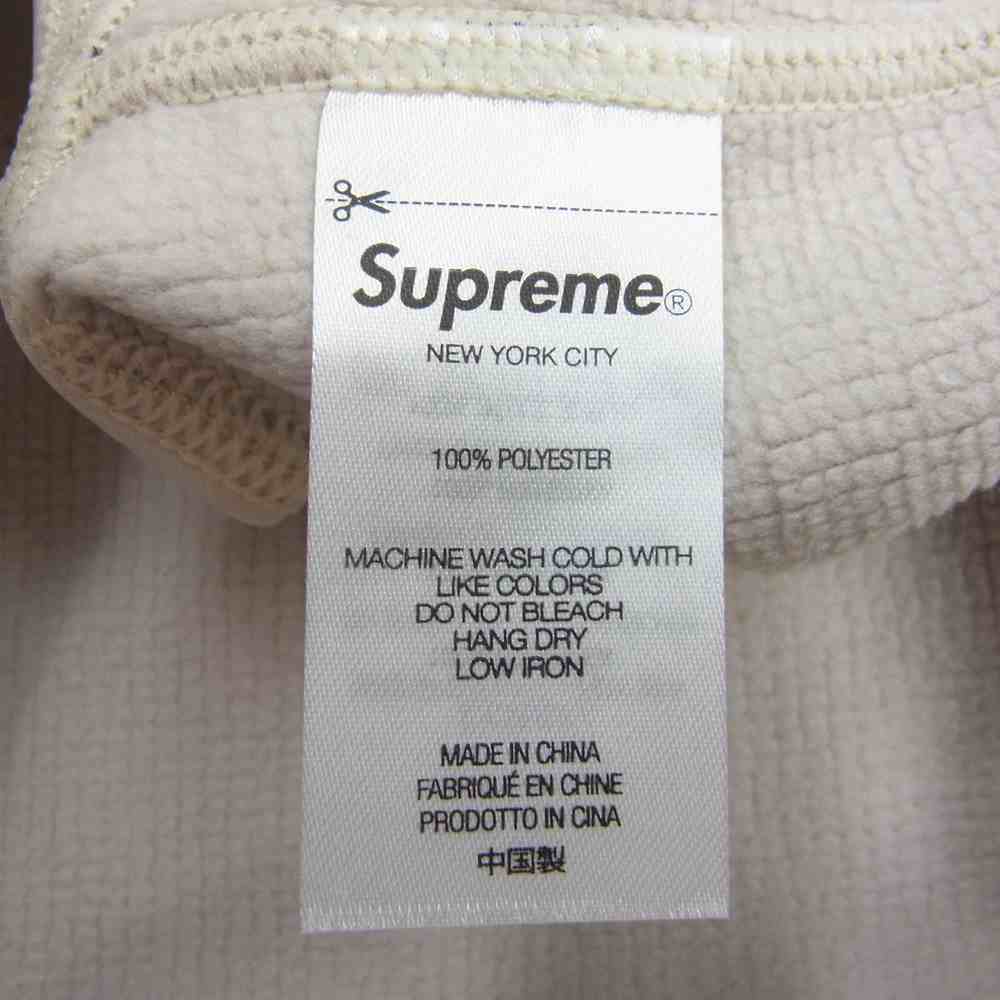 Supreme®
NEW YORK CITY
100% POLYESTER
MACHINE WASH COLD WITH
LIKE COLORS
DO NOT BLEACH
HANG DRY
LOW IRON
MADE IN CHINA
FABRIQUÉ EN CHINE
PRODOTTO IN CINA
中国製